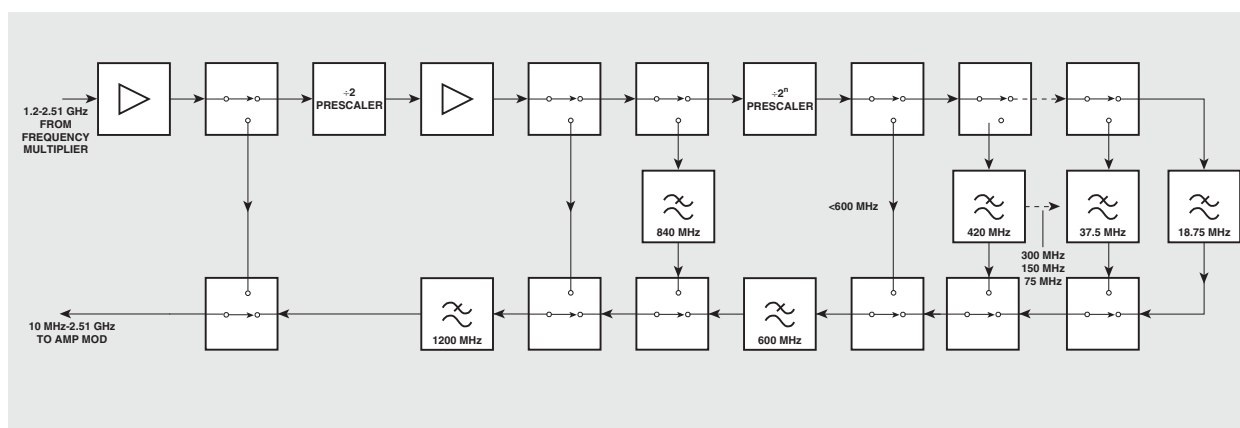 1.2-2.51 GHz
FROM
FREQUENCY
MULTIPLIER
÷2
PRESCALER
÷2ⁿ
PRESCALER
840 MHz
<600 MHz
420 MHz
37.5 MHz
18.75 MHz
300 MHz
150 MHz
75 MHz
10 MHz-2.51 GHz
TO AMP MOD
1200 MHz
600 MHz